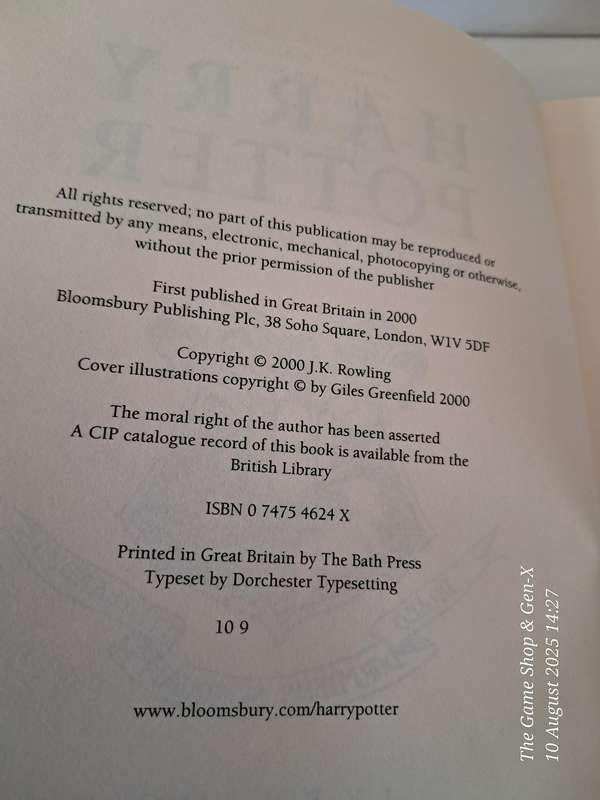 HARRY
POTTER
All rights reserved; no part of this publication may be reproduced or
transmitted by any means, electronic, mechanical, photocopying or otherwise,
without the prior permission of the publisher
First published in Great Britain in 2000
Bloomsbury Publishing Plc, 38 Soho Square, London, W1V 5DF
Copyright © 2000 J.K. Rowling
Cover illustrations copyright © by Giles Greenfield 2000
The moral right of the author has been asserted
A CIP catalogue record of this book is available from the
British Library
ISBN 0 7475 4624 X
Printed in Great Britain by The Bath Press
Typeset by Dorchester Typesetting
10 9
www.bloomsbury.com/harrypotter
The Game Shop & Gen-X
10 August 2025 14:27